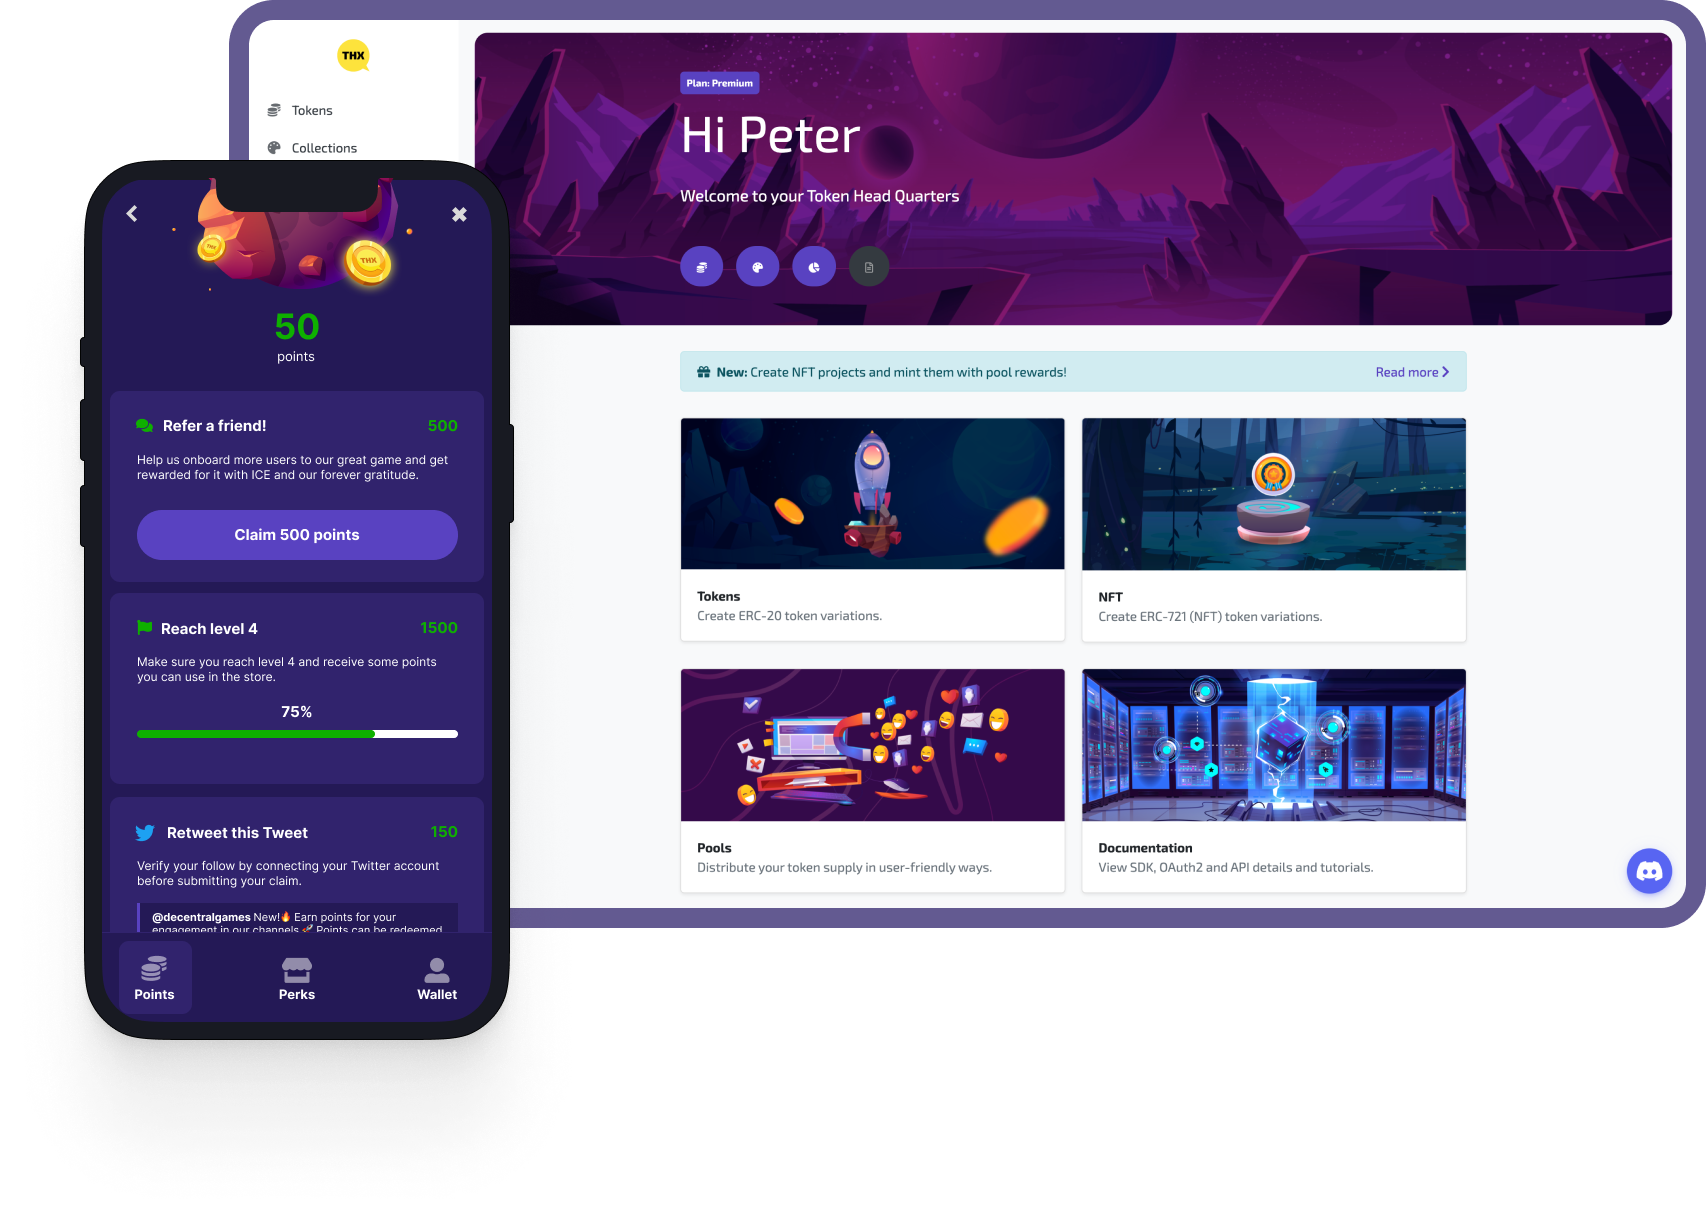 THX
Tokens
Collections
Plan: Premium
Hi Peter
Welcome to your Token Head Quarters
New: Create NFT projects and mint them with pool rewards!
Read more
Tokens
Create ERC-20 token variations.
NFT
Create ERC-721 (NFT) token variations.
Pools
Distribute your token supply in user-friendly ways.
Documentation
View SDK, OAuth2 and API details and tutorials.
THX
THX
50
points
Refer a friend!
500
Help us onboard more users to our great game and get
rewarded for it with ICE and our forever gratitude.
Claim 500 points
Reach level 4
1500
Make sure you reach level 4 and receive some points
you can use in the store.
75%
Retweet this Tweet
150
Verify your follow by connecting your Twitter account
before submitting your claim.
@decentralgames New!🔥 Earn points for your
engagement in our channels 🚀 Points can be redeemed
Points
Perks
Wallet